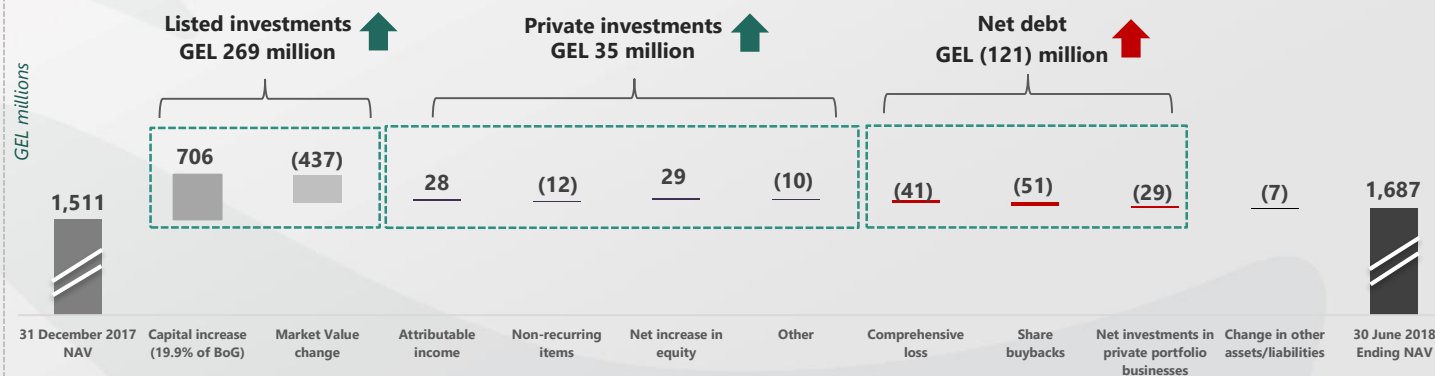 Listed investments
GEL 269 million
Private investments
GEL 35 million
Net debt
GEL (121) million
GEL millions
1,511
706
(437)
28
(12)
29
(10)
(41)
(51)
(29)
(7)
1,687
31 December 2017
NAV
Capital increase
(19.9% of BoG)
Market Value
change
Attributable
income
Non-recurring
items
Net increase in
equity
Other
Comprehensive
loss
Share
buybacks
Net investments in
private portfolio
businesses
Change in other
assets/liabilities
30 June 2018
Ending NAV